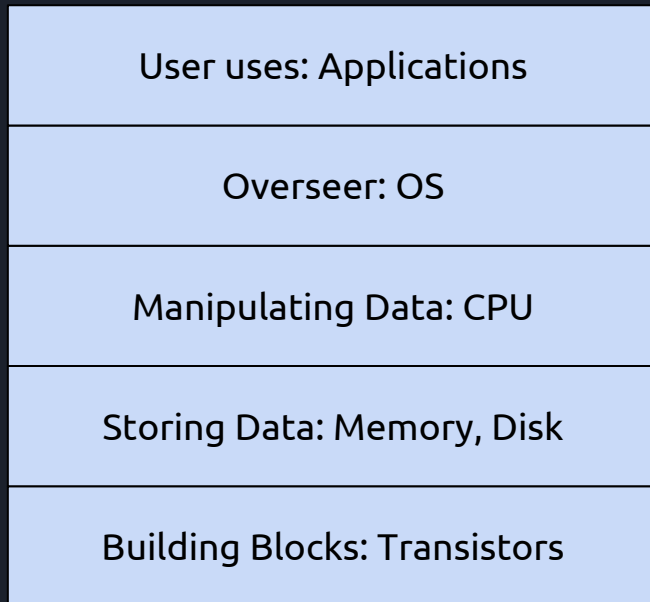 User uses: Applications
Overseer: OS
Manipulating Data: CPU
Storing Data: Memory, Disk
Building Blocks: Transistors